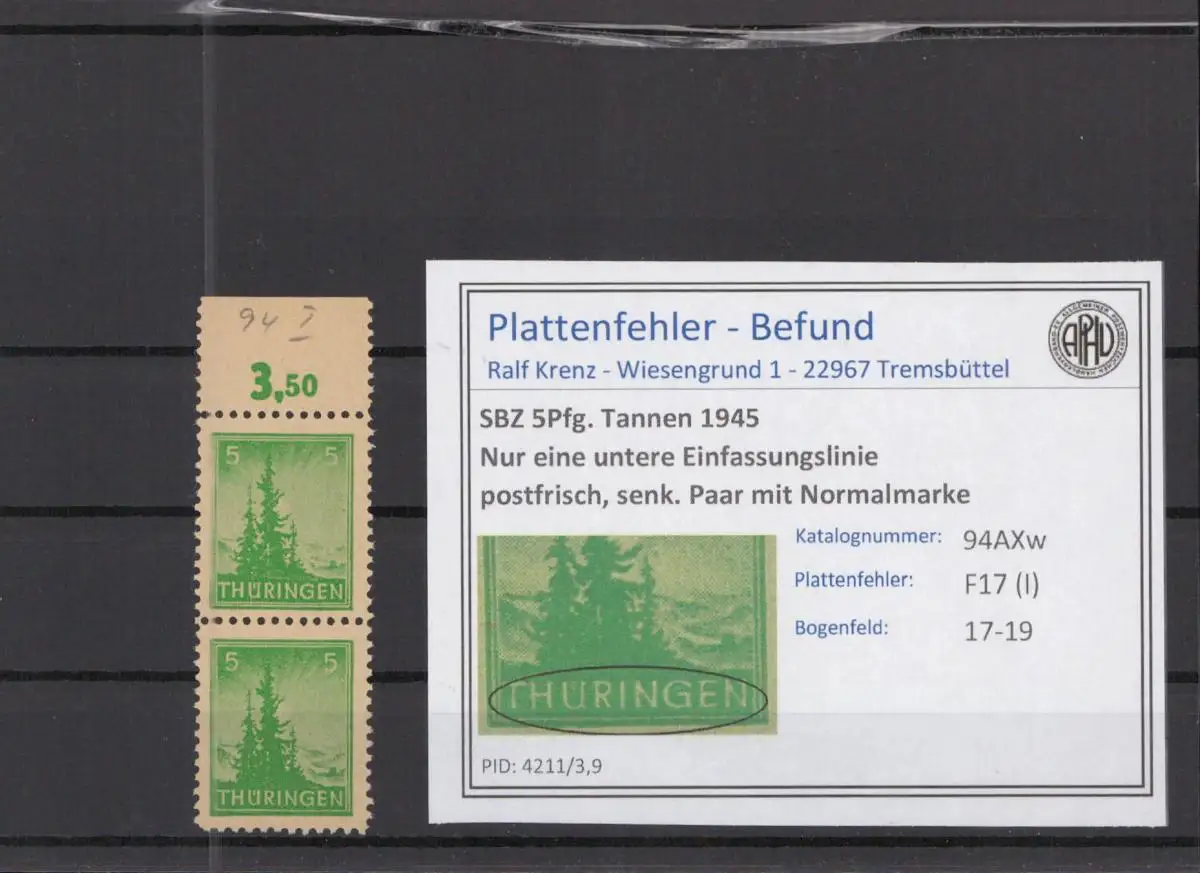 94 I
3,50
5 5
THÜRINGEN
5 5
THÜRINGEN
Plattenfehler - Befund
Ralf Krenz - Wiesengrund 1 - 22967 Tremsbüttel
APHV
SBZ 5Pfg. Tannen 1945
Nur eine untere Einfassungslinie
postfrisch, senk. Paar mit Normalmarke
THÜRINGEN
Katalognummer: 94AXw
Plattenfehler: F17 (I)
Bogenfeld: 17-19
PID: 4211/3,9